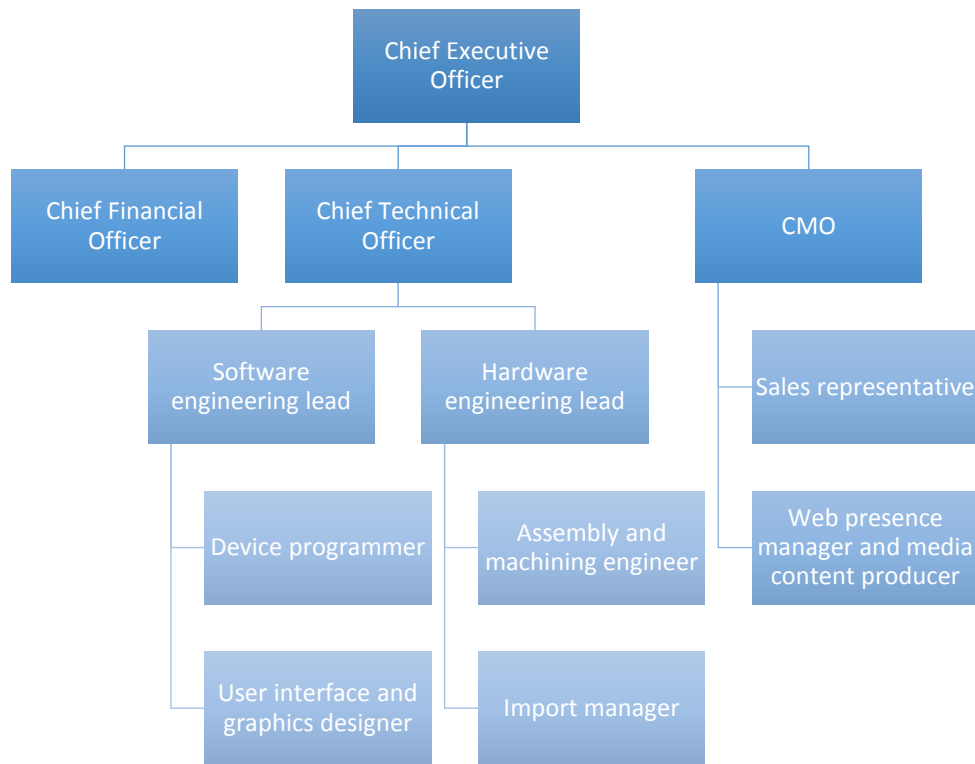 Chief Executive
Officer
Chief Financial
Officer
Chief Technical
Officer
CMO
Software
engineering lead
Hardware
engineering lead
Sales representative
Device programmer
Assembly and
machining engineer
Web presence
manager and media
content producer
User interface and
graphics designer
Import manager